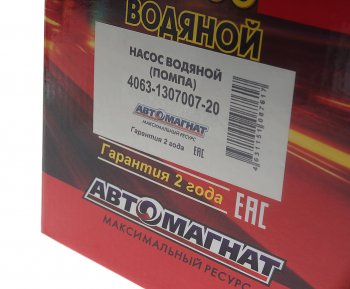 ВОДЯНОЙ
НАСОС ВОДЯНОЙ
(ПОМПА)
4063-1307007-20
АВТОМАГНАТ
МАКСИМАЛЬНЫЙ РЕСУРС
Гарантия 2 года
EAC
Гарантия 2 года
EAC
АВТОМАГНАТ
МАКСИМАЛЬНЫЙ РЕСУРС